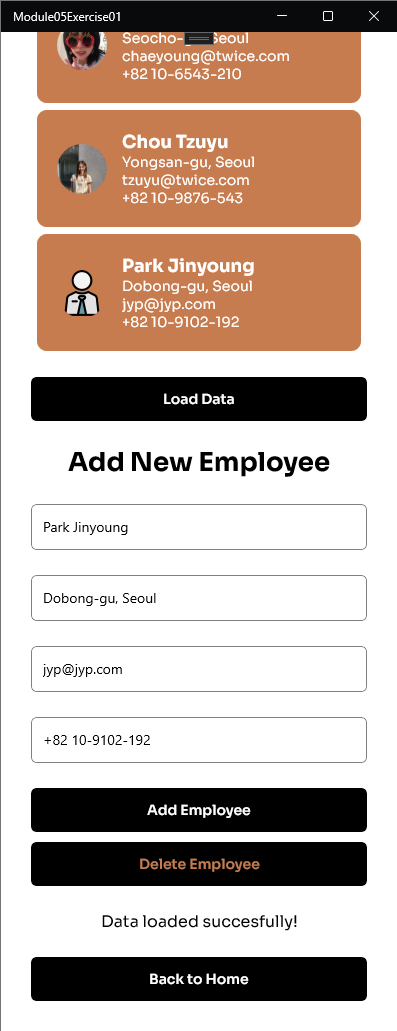 Module05Exercise01
Seocho- Seoul
chaeyoung@twice.com
+82 10-6543-210
Chou Tzuyu
Yongsan-gu, Seoul
tzuyu@twice.com
+82 10-9876-543
Park Jinyoung
Dobong-gu, Seoul
jyp@jyp.com
+82 10-9102-192
Load Data
Add New Employee
Park Jinyoung
Dobong-gu, Seoul
jyp@jyp.com
+82 10-9102-192
Add Employee
Delete Employee
Data loaded succesfully!
Back to Home